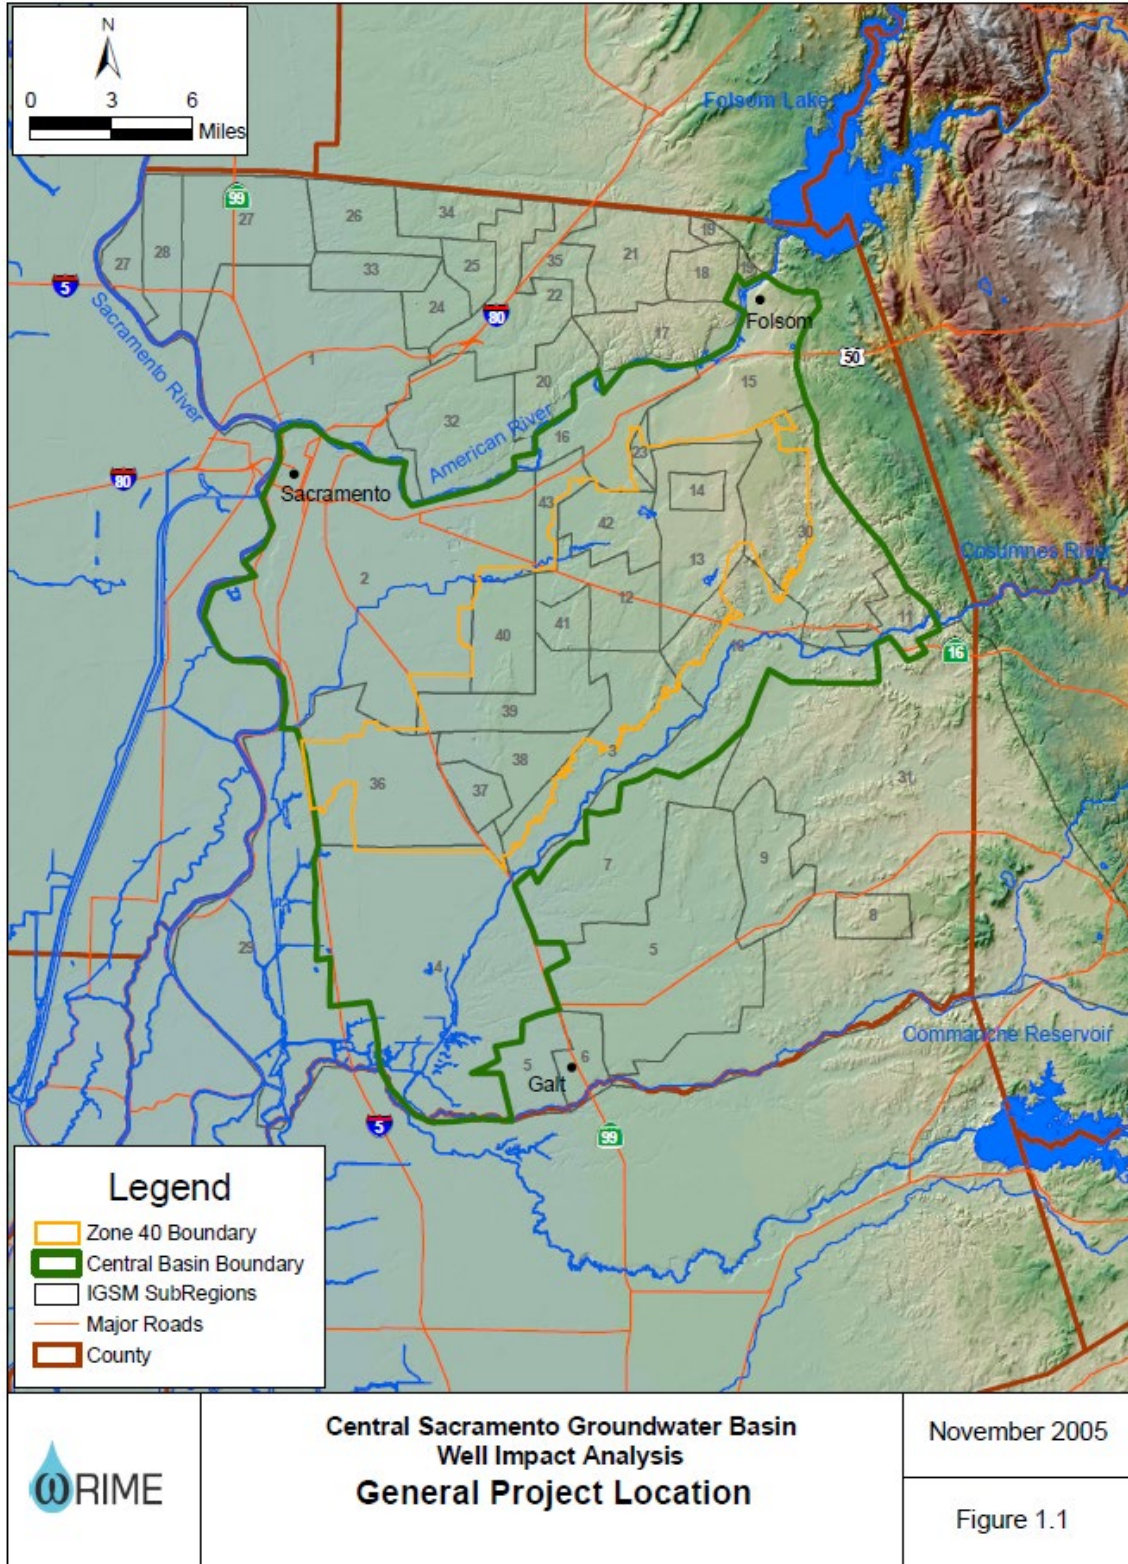 N
0 3 6
Miles
Folsom Lake
99
27
26
34
28
27
33
25
35
21
19
18
19
5
24
22
80
Folsom
17
50
Sacramento River
1
20
15
32
American River
16
23
80
Sacramento
14
43
42
30
2
13
Cosumnes River
12
11
40
41
10
16
39
3
38
36
37
31
7
9
8
29
4
5
Commanche Reservoir
5
6
Galt
5
99
Legend
Zone 40 Boundary
Central Basin Boundary
IGSM SubRegions
Major Roads
County
WRIME
Central Sacramento Groundwater Basin
Well Impact Analysis
General Project Location
November 2005
Figure 1.1